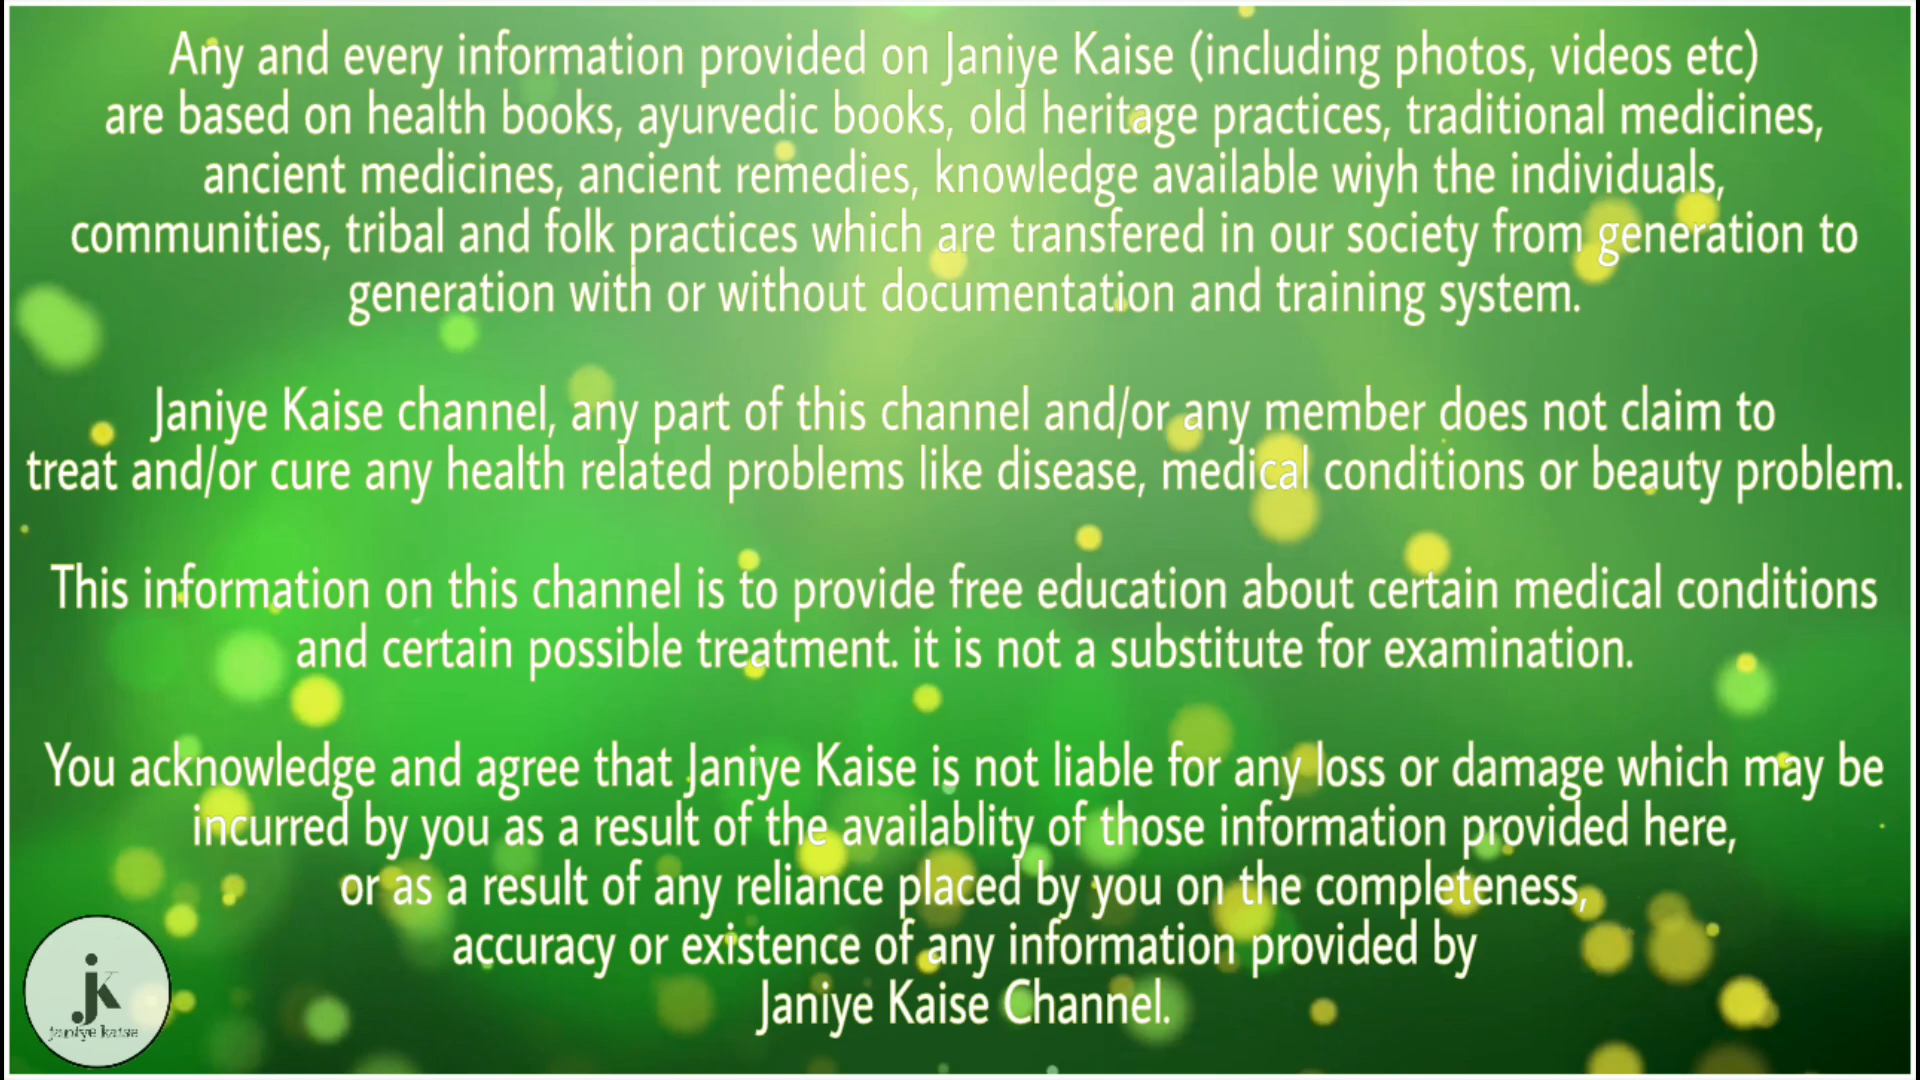 Any and every information provided on Janiye Kaise (including photos, videos etc)
are based on health books, ayurvedic books, old heritage practices, traditional medicines,
ancient medicines, ancient remedies, knowledge available wiyh the individuals,
communities, tribal and folk practices which are transfered in our society from generation to
generation with or without documentation and training system.
Janiye Kaise channel, any part of this channel and/or any member does not claim to
treat and/or cure any health related problems like disease, medical conditions or beauty problem.
This information on this channel is to provide free education about certain medical conditions
and certain possible treatment. it is not a substitute for examination.
You acknowledge and agree that Janiye Kaise is not liable for any loss or damage which may be
incurred by you as a result of the availablity of those information provided here,
or as a result of any reliance placed by you on the completeness,
accuracy or existence of any information provided by
Janiye Kaise Channel.
jK
janiye kaise